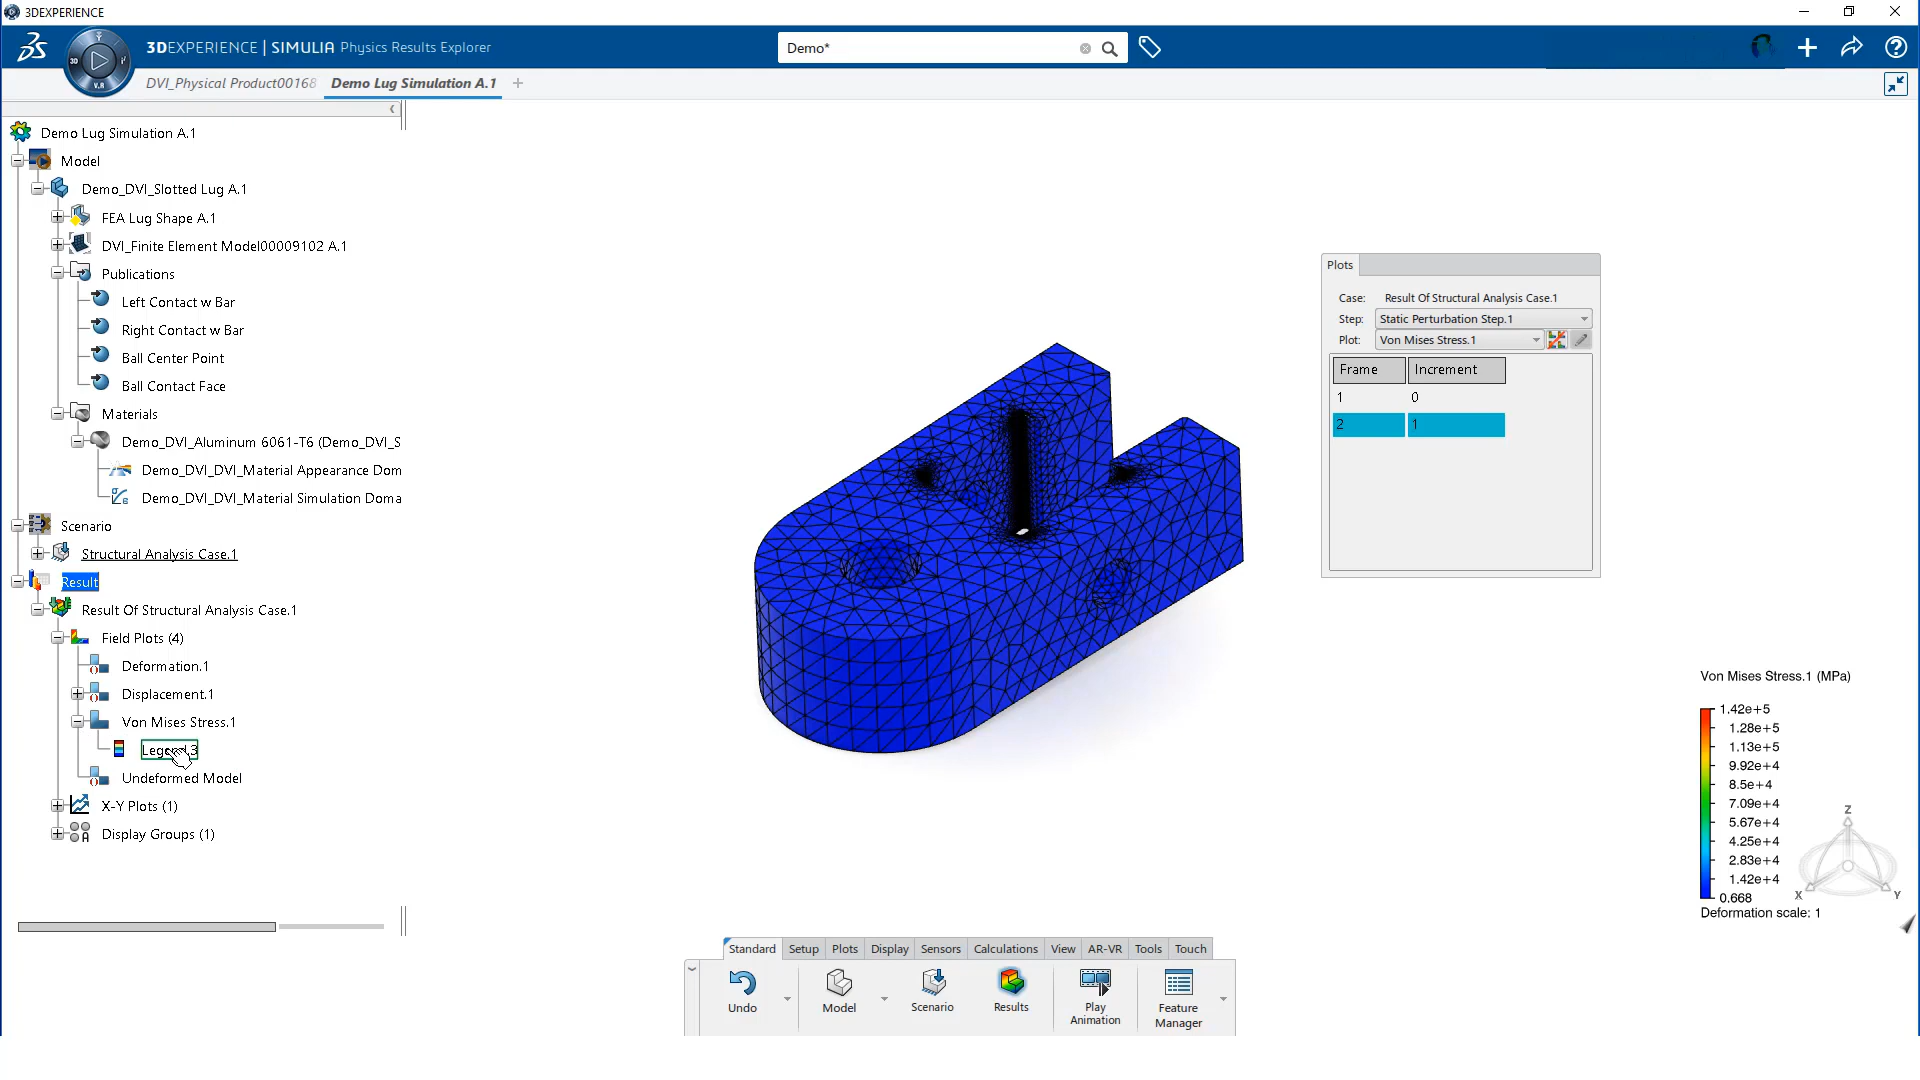 3DEXPERIENCE
3DEXPERIENCE | SIMULIA Physics Results Explorer
Demo*
3D
V.R
DVI_Physical Product00168
Demo Lug Simulation A.1
Demo Lug Simulation A.1
Model
Demo_DVI_Slotted Lug A.1
FEA Lug Shape A.1
DVI_Finite Element Model00009102 A.1
Publications
Left Contact w Bar
Right Contact w Bar
Ball Center Point
Ball Contact Face
Materials
Demo_DVI_Aluminum 6061-T6 (Demo_DVI_S
Demo_DVI_DVI_Material Appearance Dom
Demo_DVI_DVI_Material Simulation Doma
Scenario
Structural Analysis Case.1
Result
Result Of Structural Analysis Case.1
Field Plots (4)
Deformation.1
Displacement.1
Von Mises Stress.1
Legend.3
Undeformed Model
X-Y Plots (1)
Display Groups (1)
Plots
Case: Result Of Structural Analysis Case.1
Step: Static Perturbation Step.1
Plot: Von Mises Stress.1
Frame Increment
1 0
2 1
Von Mises Stress.1 (MPa)
1.42e+5
1.28e+5
1.13e+5
9.92e+4
8.5e+4
7.09e+4
5.67e+4
4.25e+4
2.83e+4
1.42e+4
0.668
Deformation scale: 1
Z
X
Y
Standard Setup Plots Display Sensors Calculations View AR-VR Tools Touch
Undo
Model
Scenario
Results
Play Animation
Feature Manager